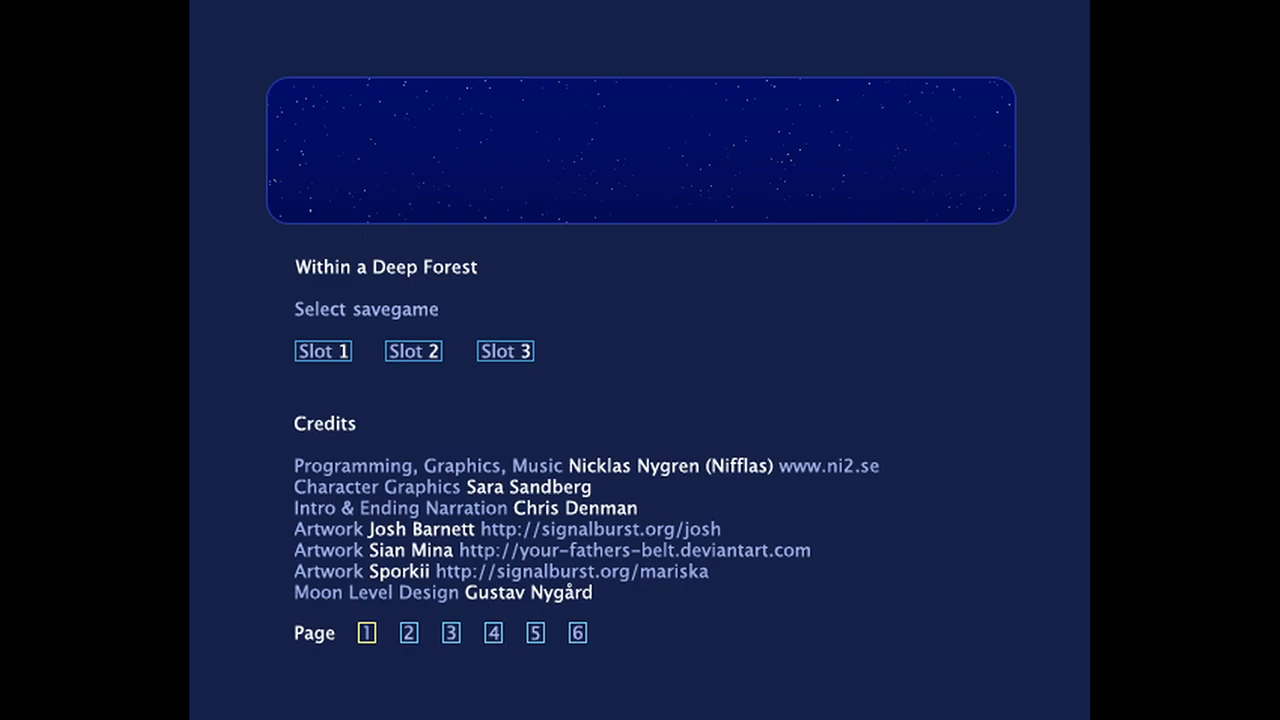 Within a Deep Forest
Select savegame
Slot 1 Slot 2 Slot 3
Credits
Programming, Graphics, Music Nicklas Nygren (Nifflas) www.ni2.se
Character Graphics Sara Sandberg
Intro & Ending Narration Chris Denman
Artwork Josh Barnett http://signalburst.org/josh
Artwork Sian Mina http://your-fathers-belt.deviantart.com
Artwork Sporkii http://signalburst.org/mariska
Moon Level Design Gustav Nygård
Page 1 2 3 4 5 6